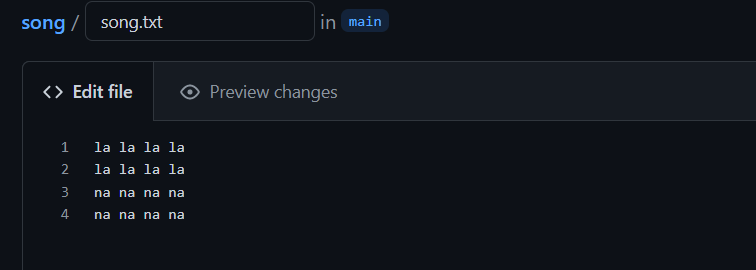 song / song.txt in main
Edit file Preview changes
1 la la la la
2 la la la la
3 na na na na
4 na na na na